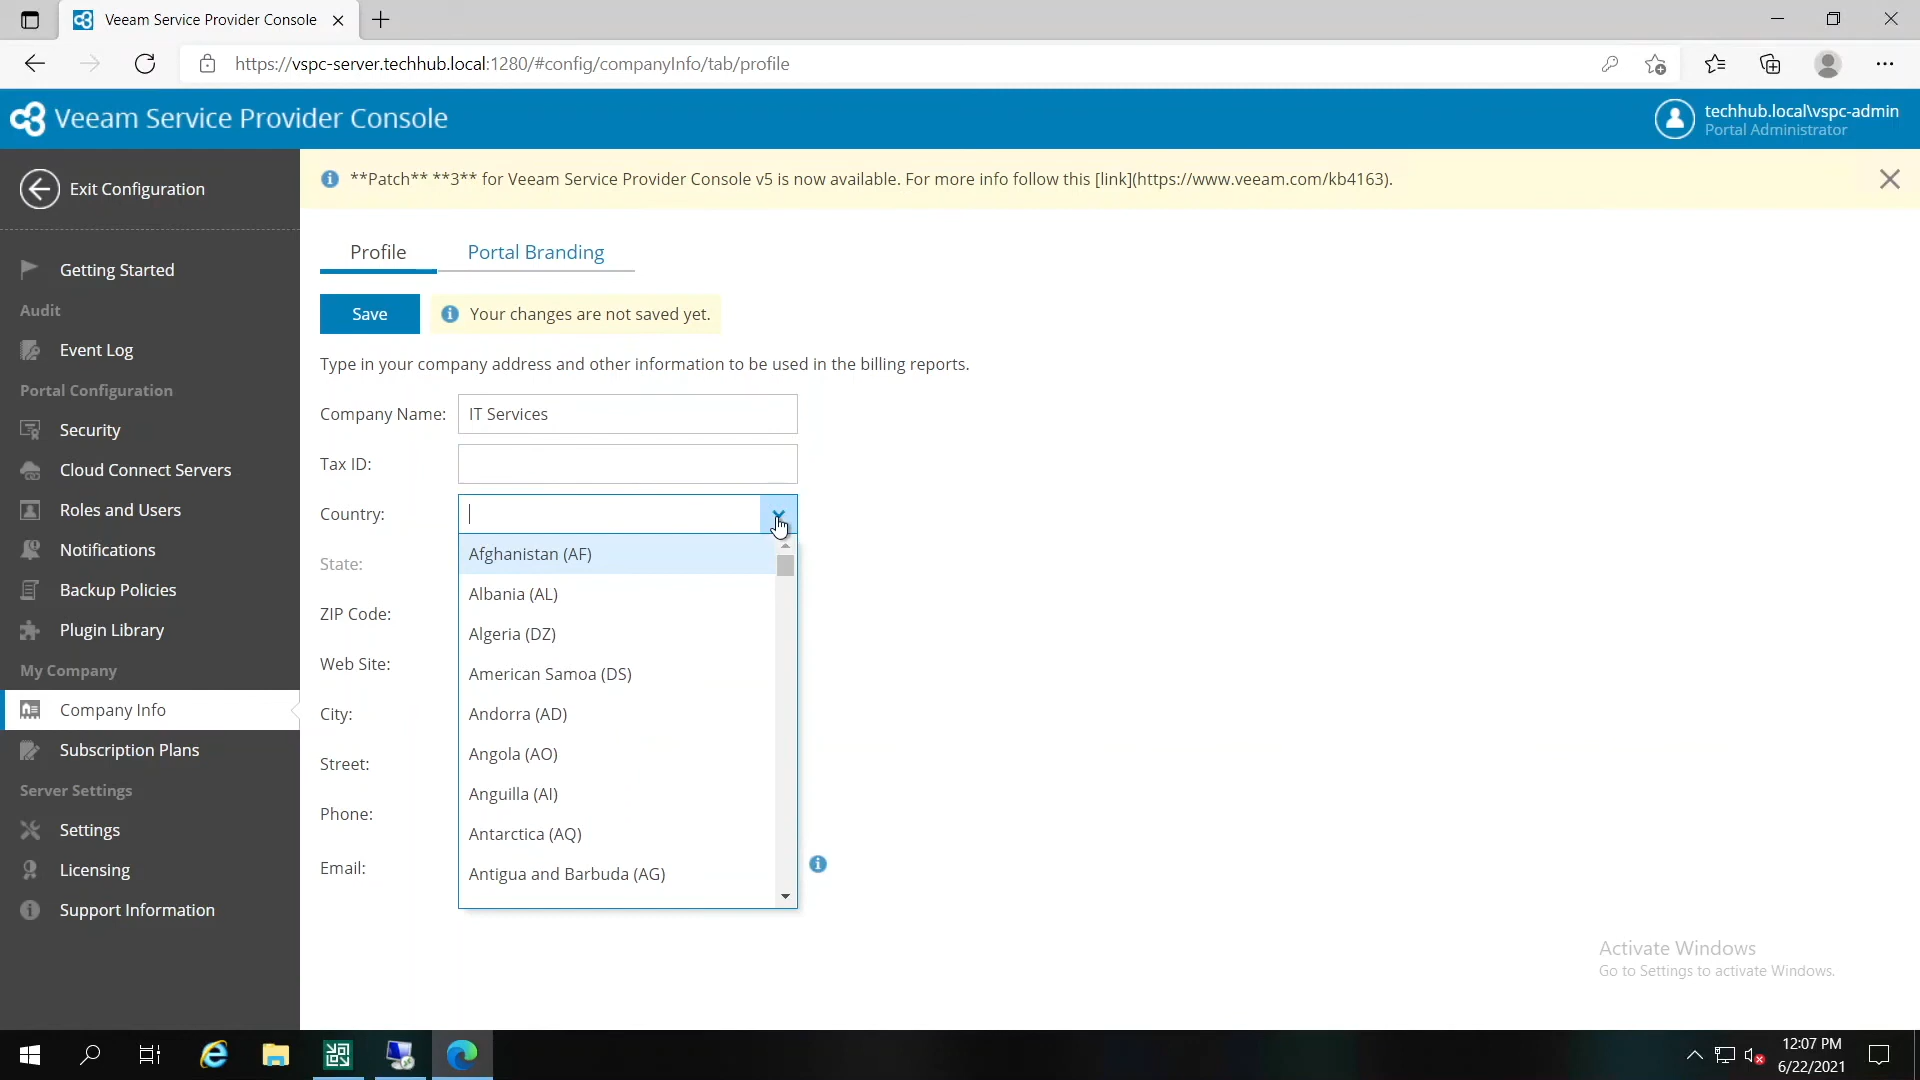 Veeam Service Provider Console
https://vspc-server.techhub.local:1280/#config/companyInfo/tab/profile
Veeam Service Provider Console
techhub.local\vspc-admin
Portal Administrator
Exit Configuration
**Patch** **3** for Veeam Service Provider Console v5 is now available. For more info follow this [link](https://www.veeam.com/kb4163).
Getting Started
Audit
Event Log
Portal Configuration
Security
Cloud Connect Servers
Roles and Users
Notifications
Backup Policies
Plugin Library
My Company
Company Info
Subscription Plans
Server Settings
Settings
Licensing
Support Information
Profile
Portal Branding
Save
Your changes are not saved yet.
Type in your company address and other information to be used in the billing reports.
Company Name: IT Services
Tax ID:
Country:
State:
ZIP Code:
Web Site:
City:
Street:
Phone:
Email:
Afghanistan (AF)
Albania (AL)
Algeria (DZ)
American Samoa (DS)
Andorra (AD)
Angola (AO)
Anguilla (AI)
Antarctica (AQ)
Antigua and Barbuda (AG)
Activate Windows
Go to Settings to activate Windows.
12:07 PM
6/22/2021